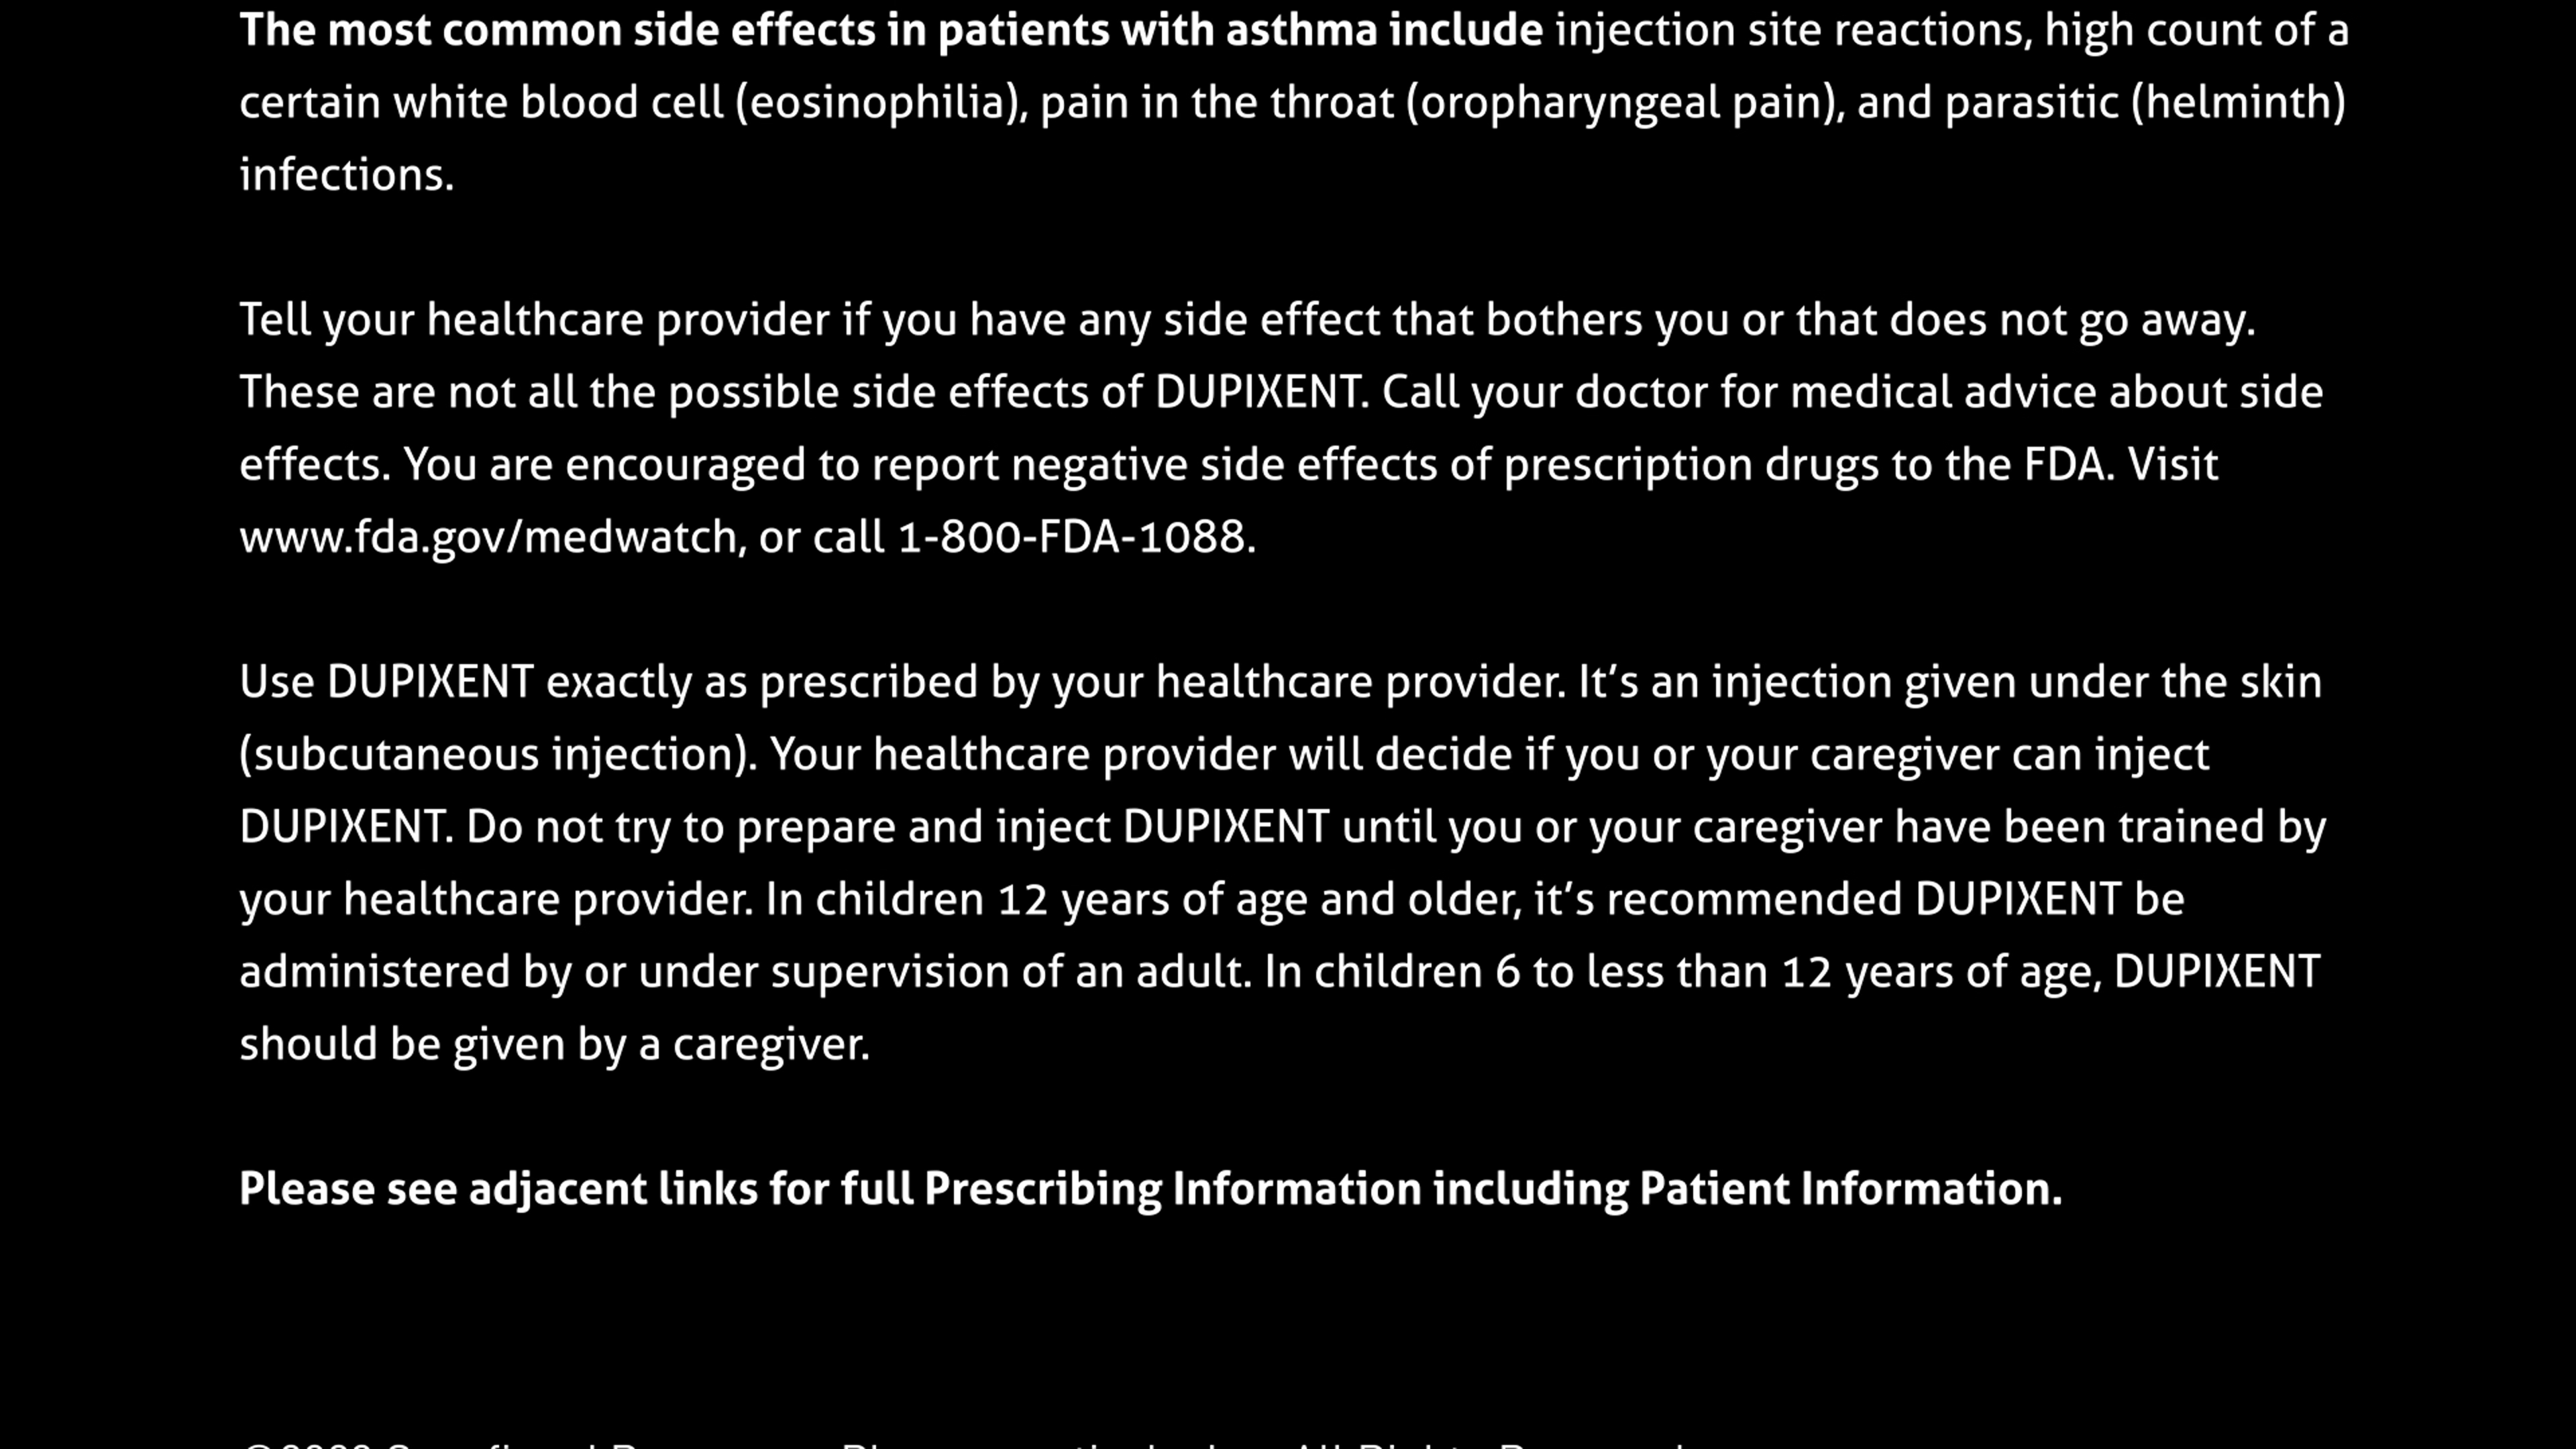 The most common side effects in patients with asthma include injection site reactions, high count of a
certain white blood cell (eosinophilia), pain in the throat (oropharyngeal pain), and parasitic (helminth)
infections.
Tell your healthcare provider if you have any side effect that bothers you or that does not go away.
These are not all the possible side effects of DUPIXENT. Call your doctor for medical advice about side
effects. You are encouraged to report negative side effects of prescription drugs to the FDA. Visit
www.fda.gov/medwatch, or call 1-800-FDA-1088.
Use DUPIXENT exactly as prescribed by your healthcare provider. It’s an injection given under the skin
(subcutaneous injection). Your healthcare provider will decide if you or your caregiver can inject
DUPIXENT. Do not try to prepare and inject DUPIXENT until you or your caregiver have been trained by
your healthcare provider. In children 12 years of age and older, it’s recommended DUPIXENT be
administered by or under supervision of an adult. In children 6 to less than 12 years of age, DUPIXENT
should be given by a caregiver.
Please see adjacent links for full Prescribing Information including Patient Information.